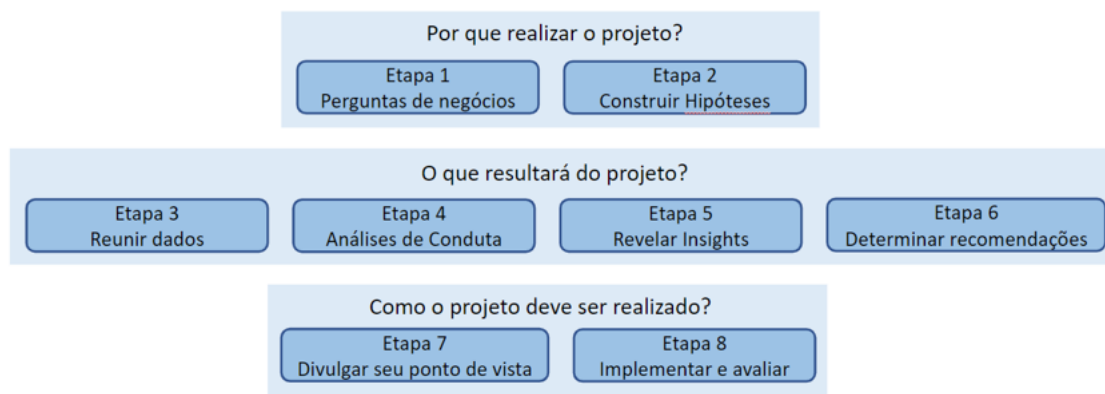 Por que realizar o projeto?
Etapa 1
Perguntas de negócios
Etapa 2
Construir Hipóteses
O que resultará do projeto?
Etapa 3
Reunir dados
Etapa 4
Análises de Conduta
Etapa 5
Revelar Insights
Etapa 6
Determinar recomendações
Como o projeto deve ser realizado?
Etapa 7
Divulgar seu ponto de vista
Etapa 8
Implementar e avaliar